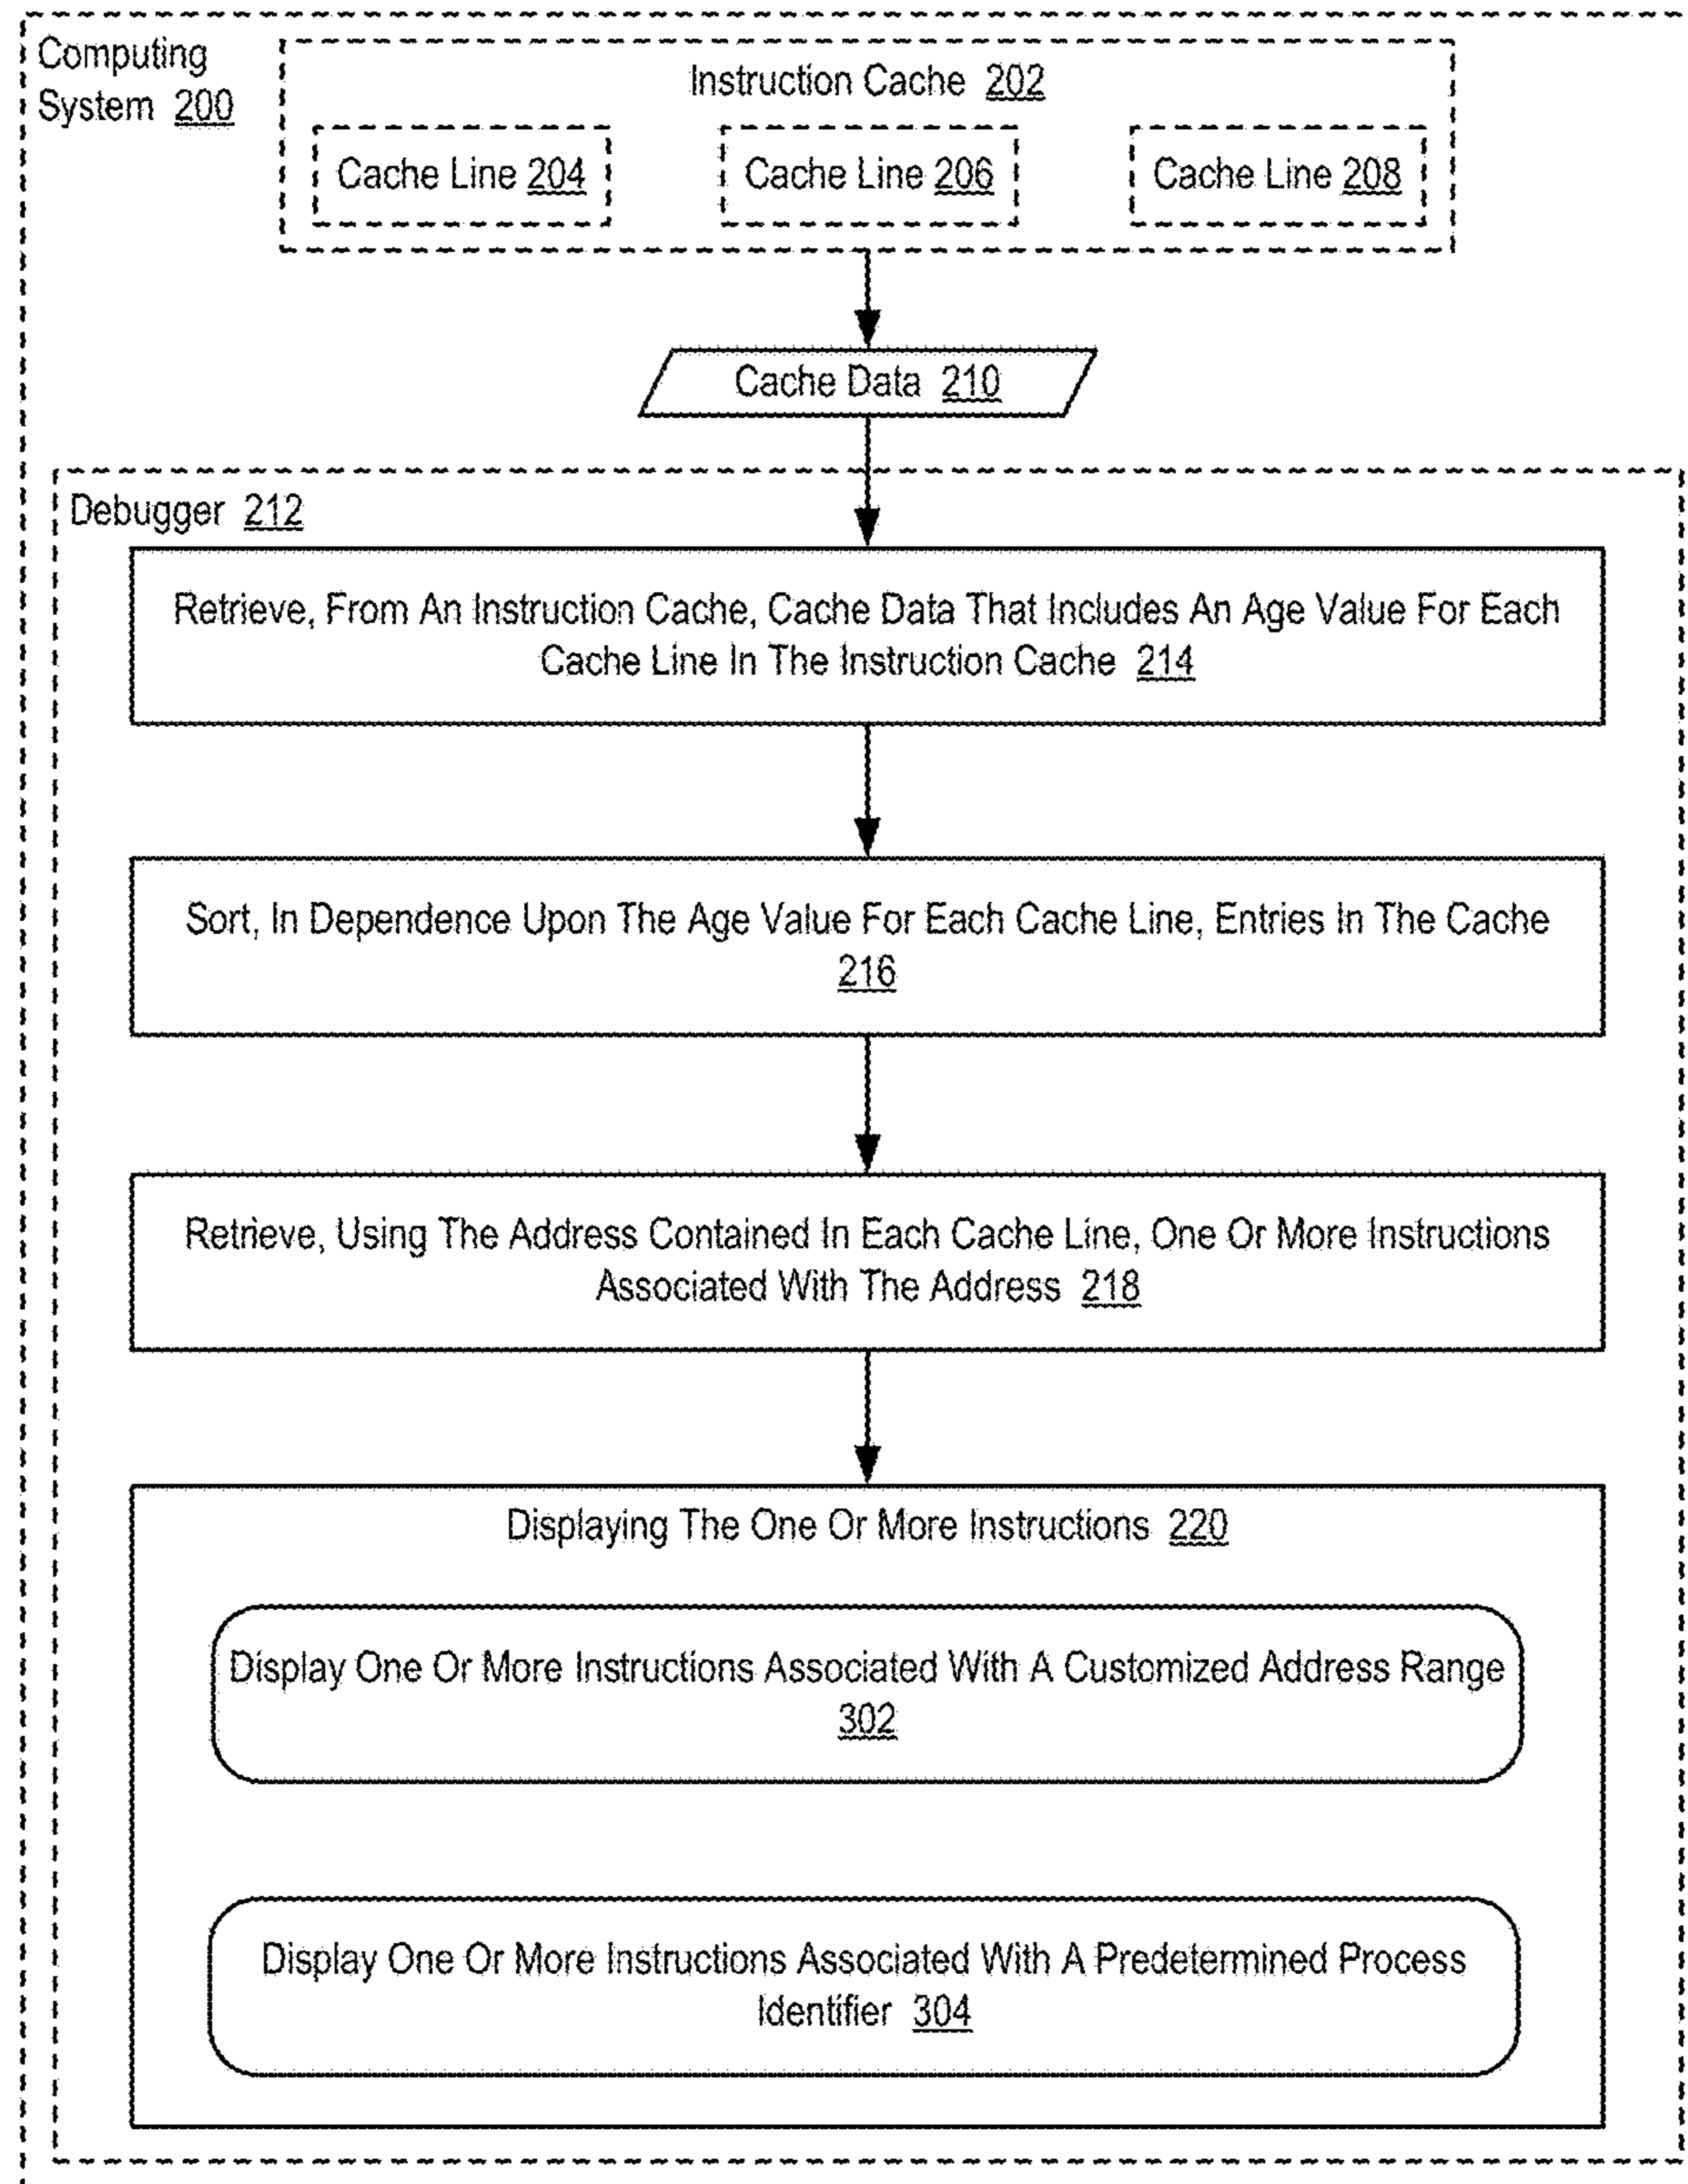 Computing
System 200
Instruction Cache 202
Cache Line 204
Cache Line 206
Cache Line 208
Cache Data 210
Debugger 212
Retrieve, From An Instruction Cache, Cache Data That Includes An Age Value For Each
Cache Line In The Instruction Cache 214
Sort, In Dependence Upon The Age Value For Each Cache Line, Entries In The Cache
216
Retrieve, Using The Address Contained In Each Cache Line, One Or More Instructions
Associated With The Address 218
Displaying The One Or More Instructions 220
Display One Or More Instructions Associated With A Customized Address Range
302
Display One Or More Instructions Associated With A Predetermined Process
Identifier 304